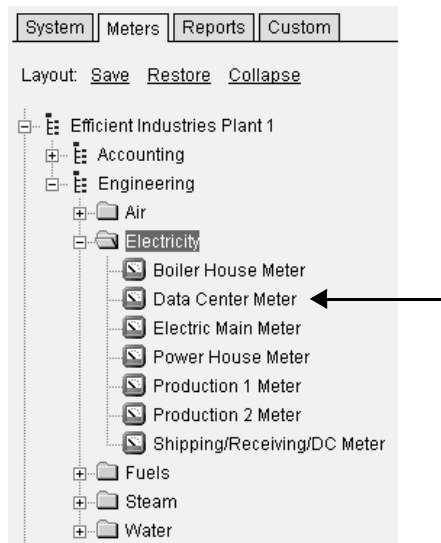 System Meters Reports Custom
Layout: Save Restore Collapse
Efficient Industries Plant 1
Accounting
Engineering
Air
Electricity
Boiler House Meter
Data Center Meter
Electric Main Meter
Power House Meter
Production 1 Meter
Production 2 Meter
Shipping/Receiving/DC Meter
Fuels
Steam
Water